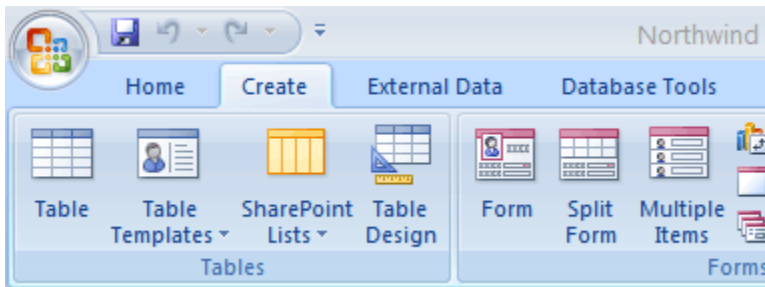 Northwind
Home Create External Data Database Tools
Table Table Templates SharePoint Lists Table Design Form Split Form Multiple Items
Tables Forms